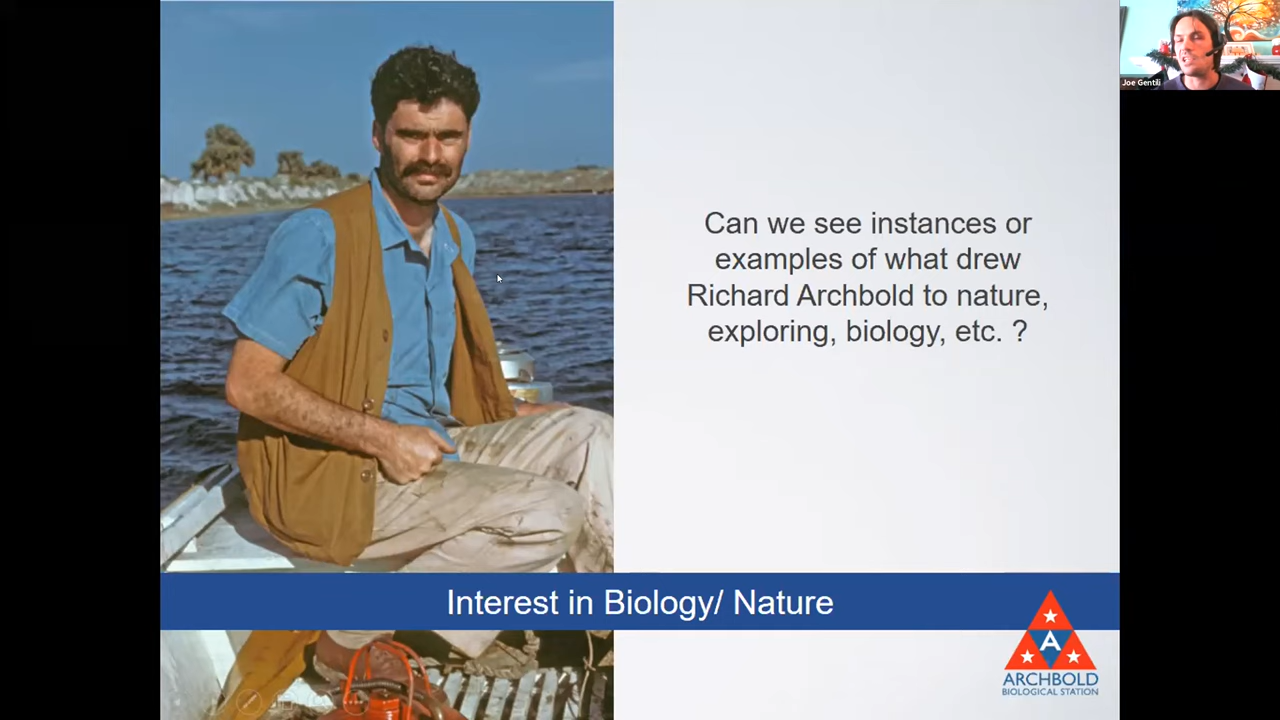 Joe Gentili
Can we see instances or
examples of what drew
Richard Archbold to nature,
exploring, biology, etc. ?
Interest in Biology/ Nature
A
ARCHBOLD
BIOLOGICAL STATION